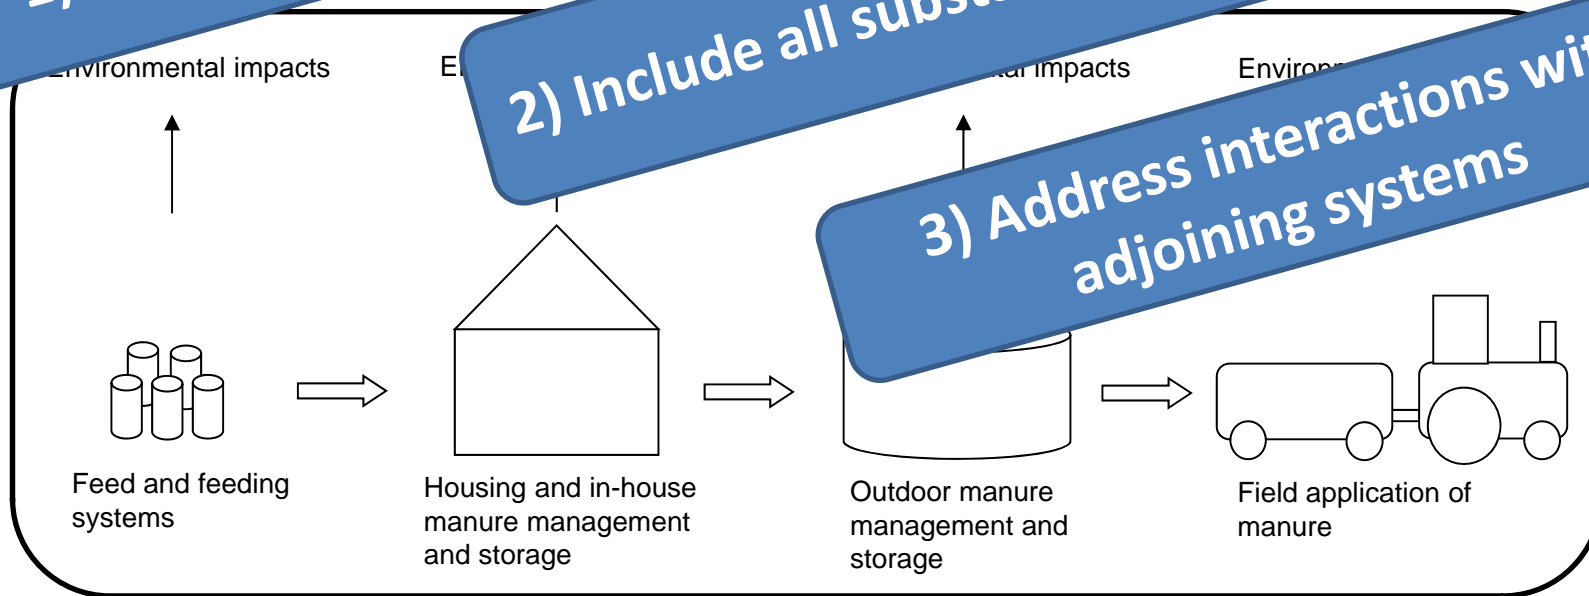 1)
2) Include all
3) Address interactions
adjoining systems
Environmental impacts
impacts
Feed and feeding
systems
Housing and in-house
manure management
and storage
Outdoor manure
management and
storage
Field application of
manure